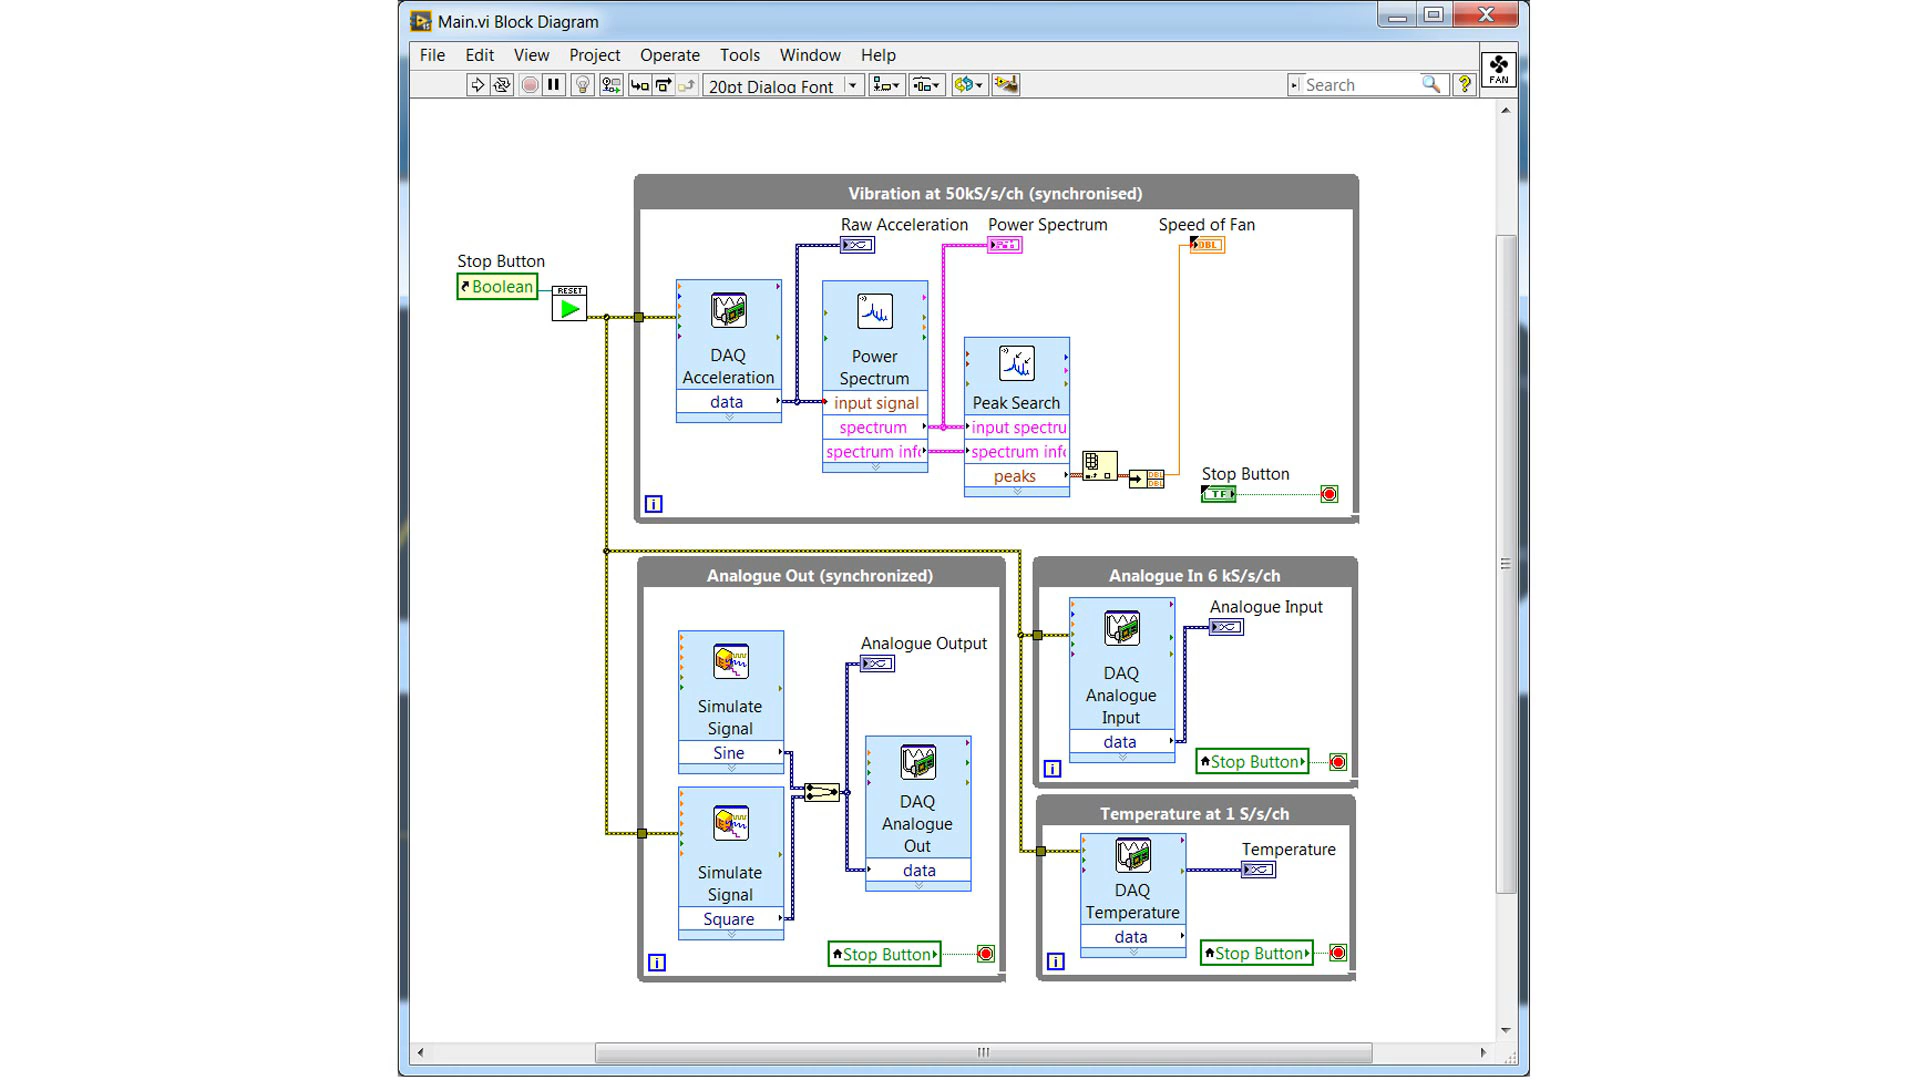 Main.vi Block Diagram
File Edit View Project Operate Tools Window Help
20pt Dialog Font
Search
FAN
Vibration at 50kS/s/ch (synchronised)
Raw Acceleration
Power Spectrum
Speed of Fan
DBL
Stop Button
Boolean
RESET
DAQ
Acceleration
data
Power
Spectrum
input signal
spectrum
spectrum info
Peak Search
input spectru
spectrum info
peaks
DBL
DBL
Stop Button
TF
i
Analogue Out (synchronized)
Analogue Output
Simulate
Signal
Sine
Simulate
Signal
Square
DAQ
Analogue
Out
data
Stop Button
i
Analogue In 6 kS/s/ch
Analogue Input
DAQ
Analogue
Input
data
Stop Button
i
Temperature at 1 S/s/ch
Temperature
DAQ
Temperature
data
Stop Button
i